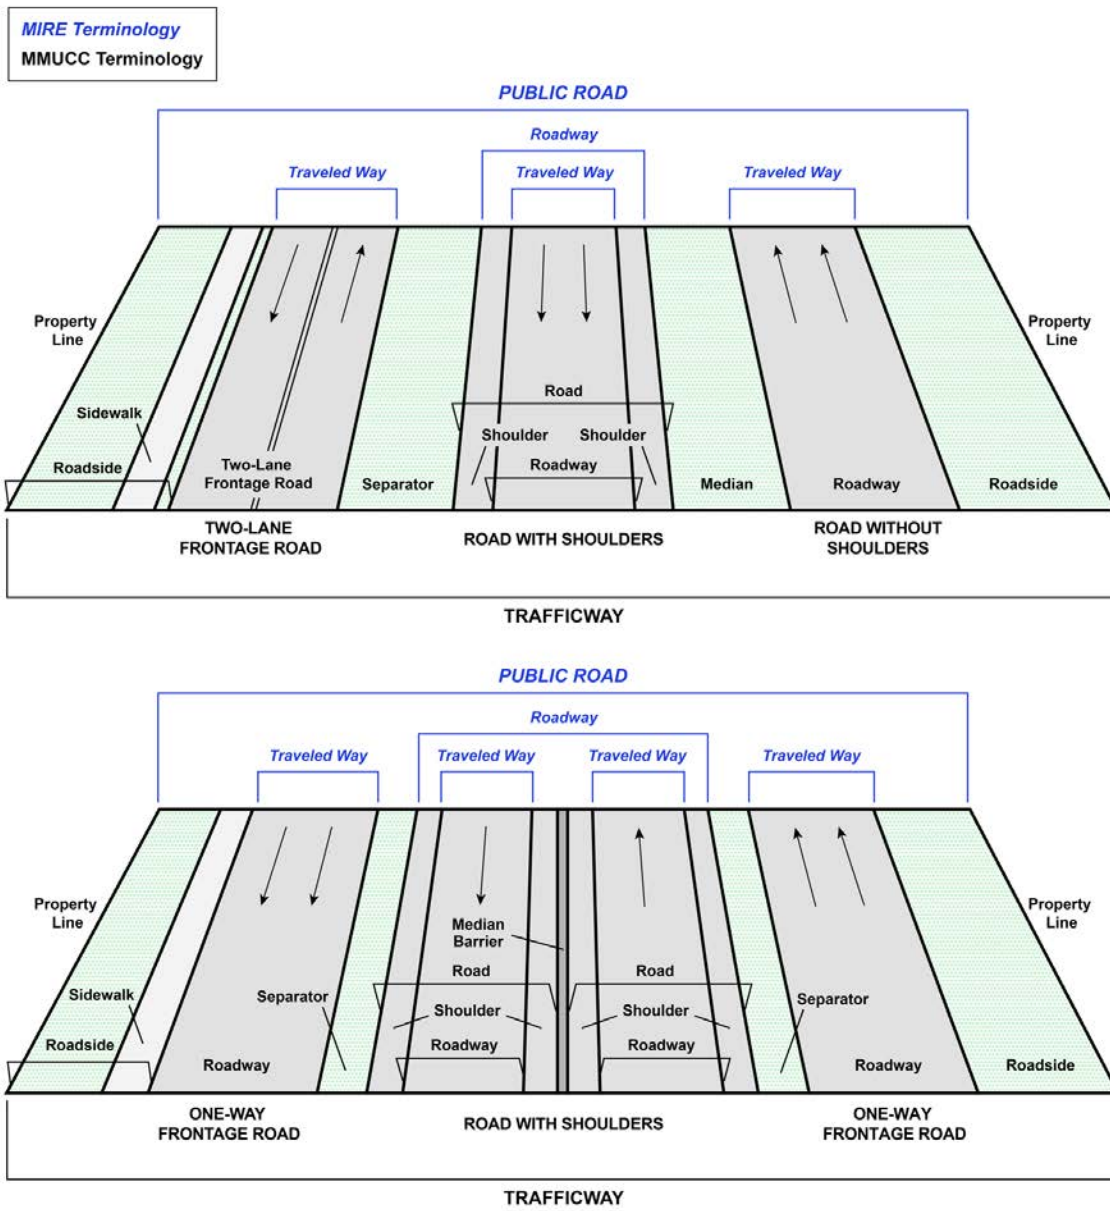 MIRE Terminology
MMUCC Terminology
PUBLIC ROAD
Roadway
Traveled Way
Traveled Way
Traveled Way
Property
Line
Property
Line
Sidewalk
Road
Shoulder
Shoulder
Roadside
Two-Lane
Frontage Road
Roadway
Separator
Median
Roadway
Roadside
TWO-LANE
FRONTAGE ROAD
ROAD WITH SHOULDERS
ROAD WITHOUT
SHOULDERS
TRAFFICWAY
PUBLIC ROAD
Roadway
Traveled Way
Traveled Way
Traveled Way
Traveled Way
Property
Line
Property
Line
Median
Barrier
Road
Road
Sidewalk
Separator
Shoulder
Shoulder
Separator
Roadside
Roadway
Roadway
Roadway
Roadway
Roadside
ONE-WAY
FRONTAGE ROAD
ROAD WITH SHOULDERS
ONE-WAY
FRONTAGE ROAD
TRAFFICWAY